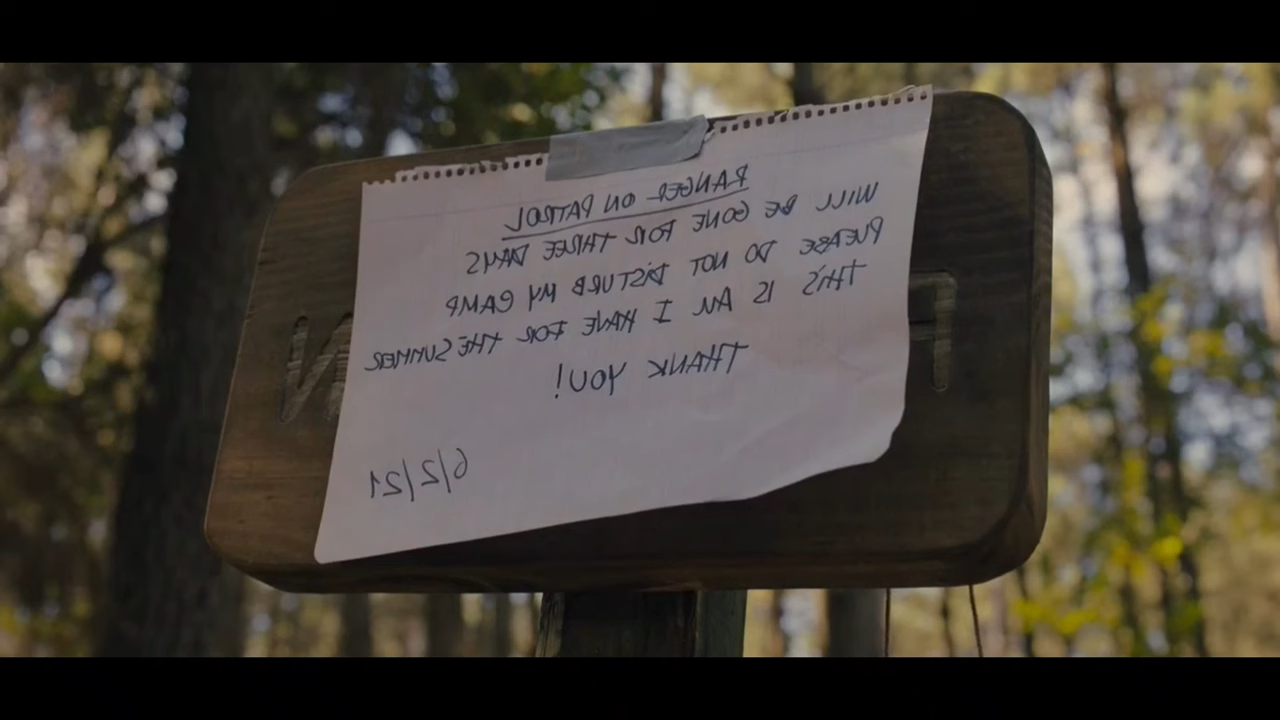 RANGER ON PATROL
WILL BE GONE FOR THREE DAYS
PLEASE DO NOT DISTURB MY CAMP
THIS IS AN I HAVE FOR THE SUMMER
THANK YOU!
6/2/21
F
N